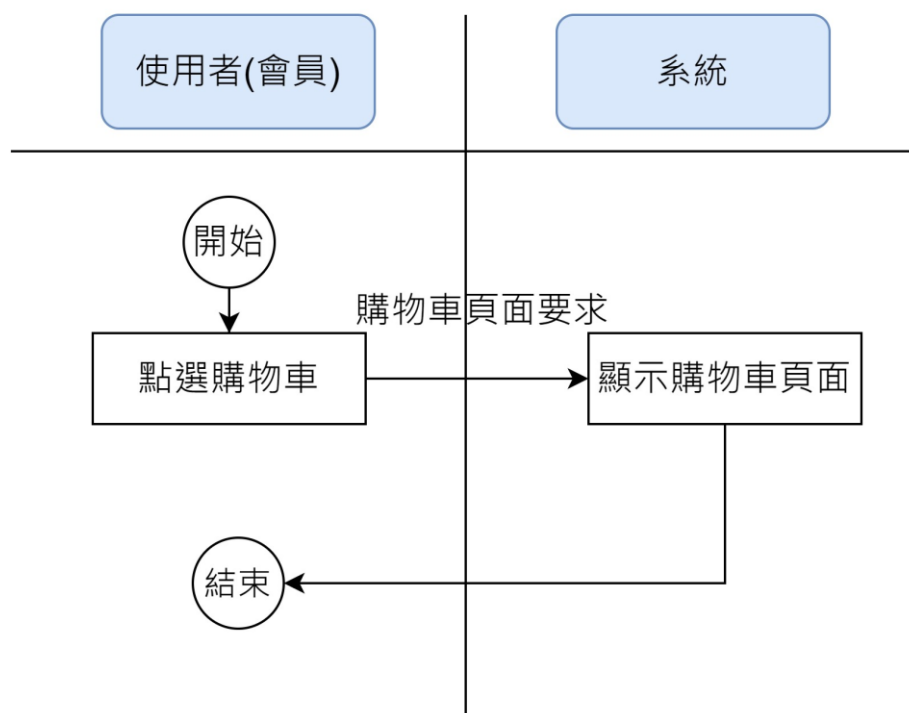 使用者(會員)
系統
開始
購物車頁面要求
點選購物車
顯示購物車頁面
結束